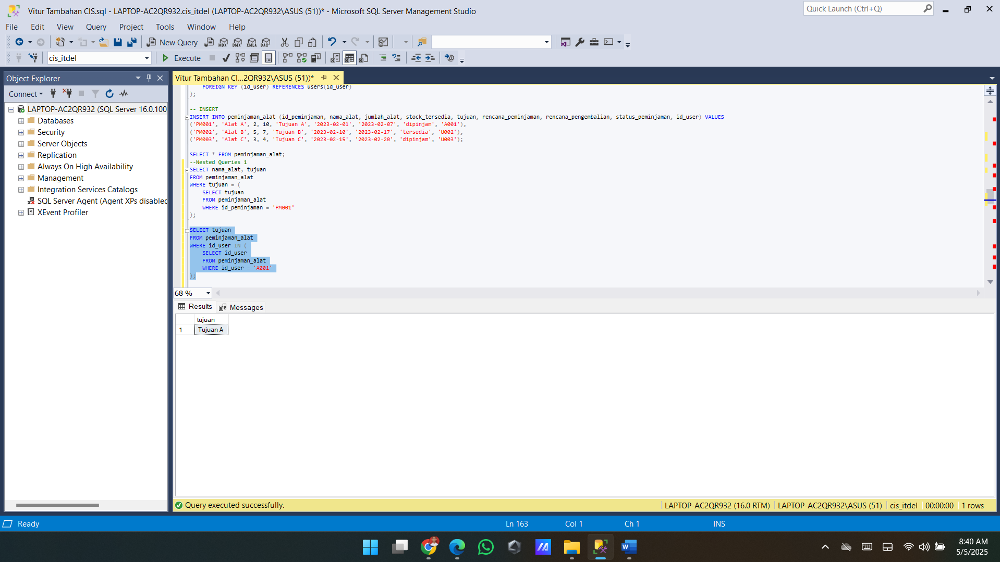 Vitur Tambahan CIS.sql - LAPTOP-AC2QR932.cis_itdel (LAPTOP-AC2QR932\ASUS (51))* - Microsoft SQL Server Management Studio
Quick Launch (Ctrl+Q)
File Edit View Query Project Tools Window Help
New Query MDX DMX XMLA DAX
cis_itdel Execute
Object Explorer
Connect
LAPTOP-AC2QR932 (SQL Server 16.0.100
Databases
Security
Server Objects
Replication
Always On High Availability
Management
Integration Services Catalogs
SQL Server Agent (Agent XPs disabled
XEvent Profiler
Vitur Tambahan CI...2QR932\ASUS (51))*
FOREIGN KEY (id_user) REFERENCES users(id_user)
);
-- INSERT
INSERT INTO peminjaman_alat (id_peminjaman, nama_alat, jumlah_alat, stock_tersedia, tujuan, rencana_peminjaman, rencana_pengembalian, status_peminjaman, id_user) VALUES
('PM001', 'Alat A', 2, 10, 'Tujuan A', '2023-02-01', '2023-02-07', 'dipinjam', 'A001'),
('PM002', 'Alat B', 5, 7, 'Tujuan B', '2023-02-10', '2023-02-17', 'tersedia', 'U002'),
('PM003', 'Alat C', 3, 4, 'Tujuan C', '2023-02-15', '2023-02-20', 'dipinjam', 'U003');
SELECT * FROM peminjaman_alat;
--Nested Queries 1
SELECT nama_alat, tujuan
FROM peminjaman_alat
WHERE tujuan = (
SELECT tujuan
FROM peminjaman_alat
WHERE id_peminjaman = 'PM001'
);
SELECT tujuan
FROM peminjaman_alat
WHERE id_user IN (
SELECT id_user
FROM peminjaman_alat
WHERE id_user = 'A001'
);
68 %
Results Messages
tujuan
1 Tujuan A
Query executed successfully.
LAPTOP-AC2QR932 (16.0 RTM) LAPTOP-AC2QR932\ASUS (51) cis_itdel 00:00:00 1 rows
Ready Ln 163 Col 1 Ch 1 INS
8:40 AM
5/5/2025